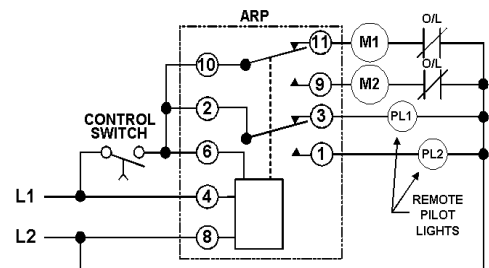 ARP
O/L
11
M1
10
O/L
9
M2
2
CONTROL
SWITCH
3
PL1
6
1
PL2
L1
4
REMOTE
PILOT
LIGHTS
L2
8